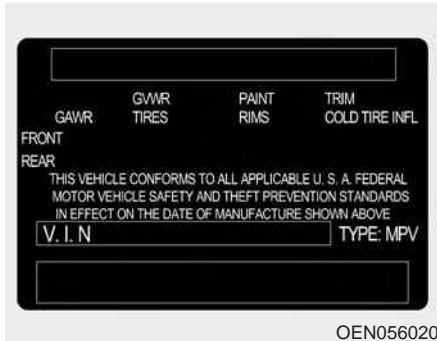 GVWR PAINT TRIM
GAWR TIRES RIMS COLD TIRE INFL
FRONT
REAR
THIS VEHICLE CONFORMS TO ALL APPLICABLE U. S. A. FEDERAL
MOTOR VEHICLE SAFETY AND THEFT PREVENTION STANDARDS
IN EFFECT ON THE DATE OF MANUFACTURE SHOWN ABOVE
V. I. N TYPE: MPV
OEN056020